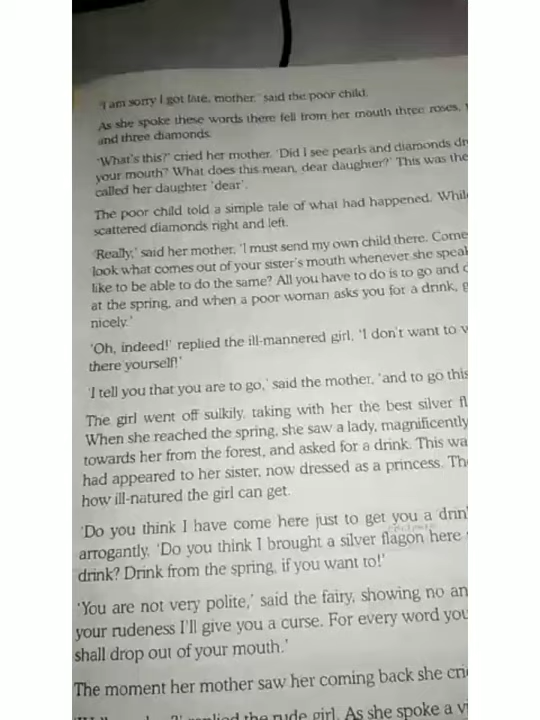 'I am sorry I got late, mother,' said the poor child.
As she spoke these words there fell from her mouth three roses,
and three diamonds.
'What's this?' cried her mother. 'Did I see pearls and diamonds
your mouth? What does this mean, dear daughter?' This was the
called her daughter 'dear'.
The poor child told a simple tale of what had happened.
scattered diamonds right and left.
'Really,' said her mother, 'I must send my own child there. Come
look what comes out of your sister's mouth whenever she
like to be able to do the same? All you have to do is to go and
at the spring, and when a poor woman asks you for a drink,
nicely.'
'Oh, indeed!' replied the ill-mannered girl, 'I don't want to
there yourself!'
'I tell you that you are to go,' said the mother, 'and to go this
The girl went off sulkily, taking with her the best silver
When she reached the spring, she saw a lady, magnificently
towards her from the forest, and asked for a drink. This
had appeared to her sister, now dressed as a princess.
how ill-natured the girl can get.
'Do you think I have come here just to get you a
arrogantly. 'Do you think I brought a silver flagon here
drink? Drink from the spring, if you want to!'
'You are not very polite,' said the fairy, showing no
your rudeness I'll give you a curse. For every word you
shall drop out of your mouth.'
The moment her mother saw her coming back she
replied the rude girl. As she spoke a